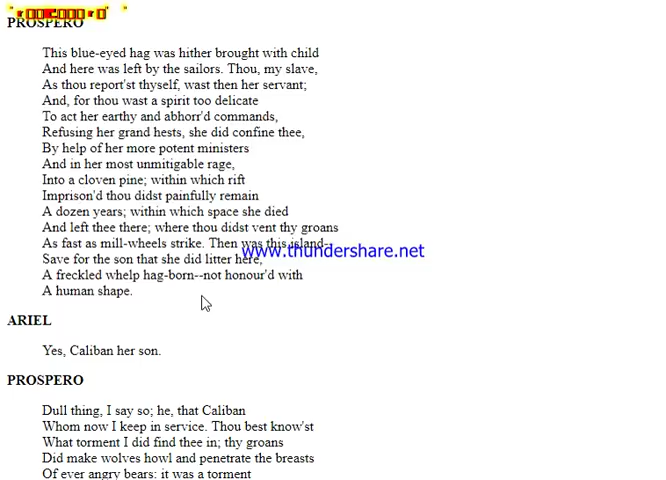 PROSPERO
This blue-eyed hag was hither brought with child
And here was left by the sailors. Thou, my slave,
As thou report'st thyself, wast then her servant;
And, for thou wast a spirit too delicate
To act her earthy and abhorr'd commands,
Refusing her grand hests, she did confine thee,
By help of her more potent ministers
And in her most unmitigable rage,
Into a cloven pine; within which rift
Imprison'd thou didst painfully remain
A dozen years; within which space she died
And left thee there; where thou didst vent thy groans
As fast as mill-wheels strike. Then was this island--
www.thundershare.net
Save for the son that she did litter here,
A freckled whelp hag-born--not honour'd with
A human shape.
ARIEL
Yes, Caliban her son.
PROSPERO
Dull thing, I say so; he, that Caliban
Whom now I keep in service. Thou best know'st
What torment I did find thee in; thy groans
Did make wolves howl and penetrate the breasts
Of ever angry bears: it was a torment